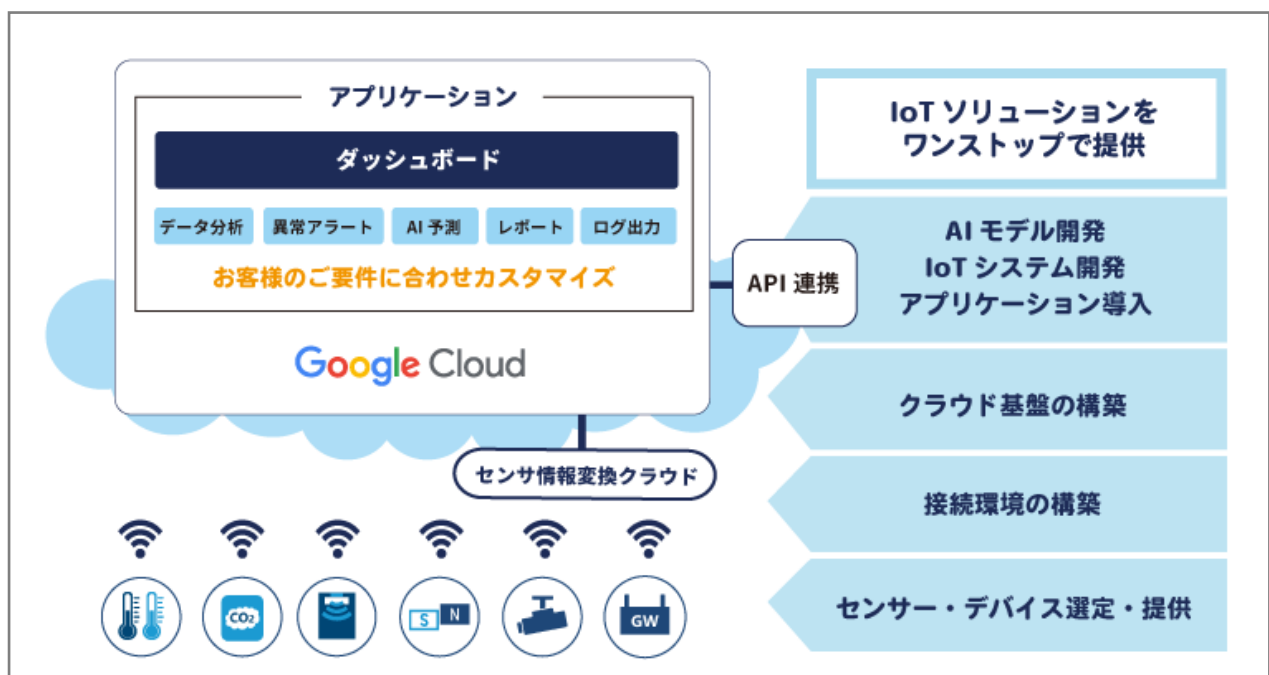 アプリケーション
ダッシュボード
データ分析
異常アラート
AI 予測
レポート
ログ出力
お客様のご要件に合わせカスタマイズ
Google Cloud
API 連携
センサ情報変換クラウド
CO₂
S
N
GW
IoT ソリューションを
ワンストップで提供
AI モデル開発
IoT システム開発
アプリケーション導入
クラウド基盤の構築
接続環境の構築
センサー・デバイス選定・提供